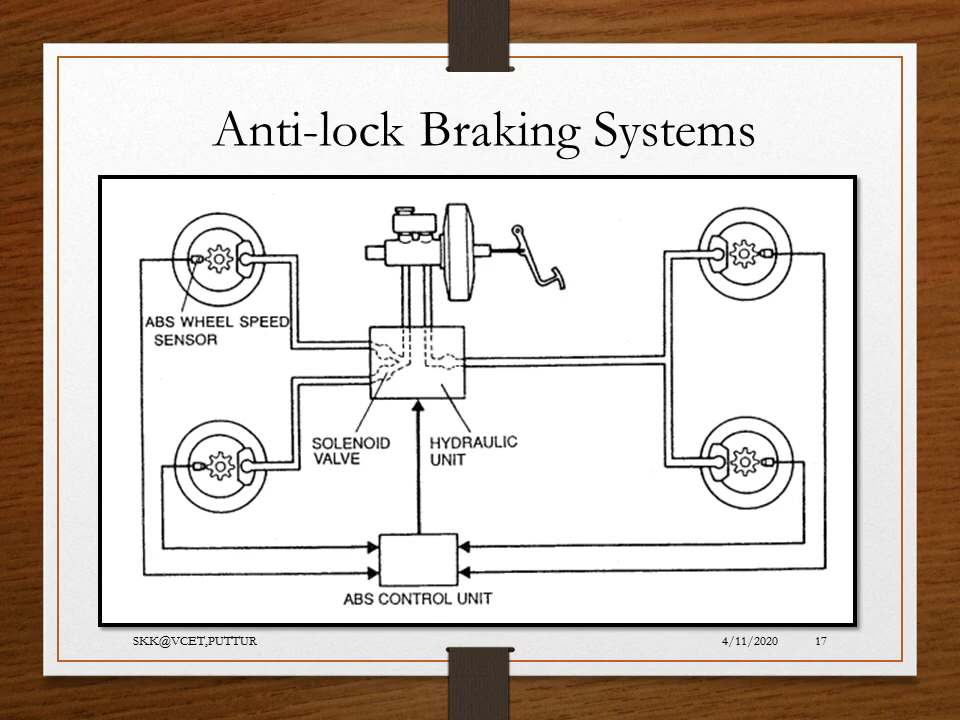 Anti-lock Braking Systems
ABS WHEEL SPEED
SENSOR
SOLENOID
VALVE
HYDRAULIC
UNIT
ABS CONTROL UNIT
SKK@VCET,PUTTUR
4/11/2020
17